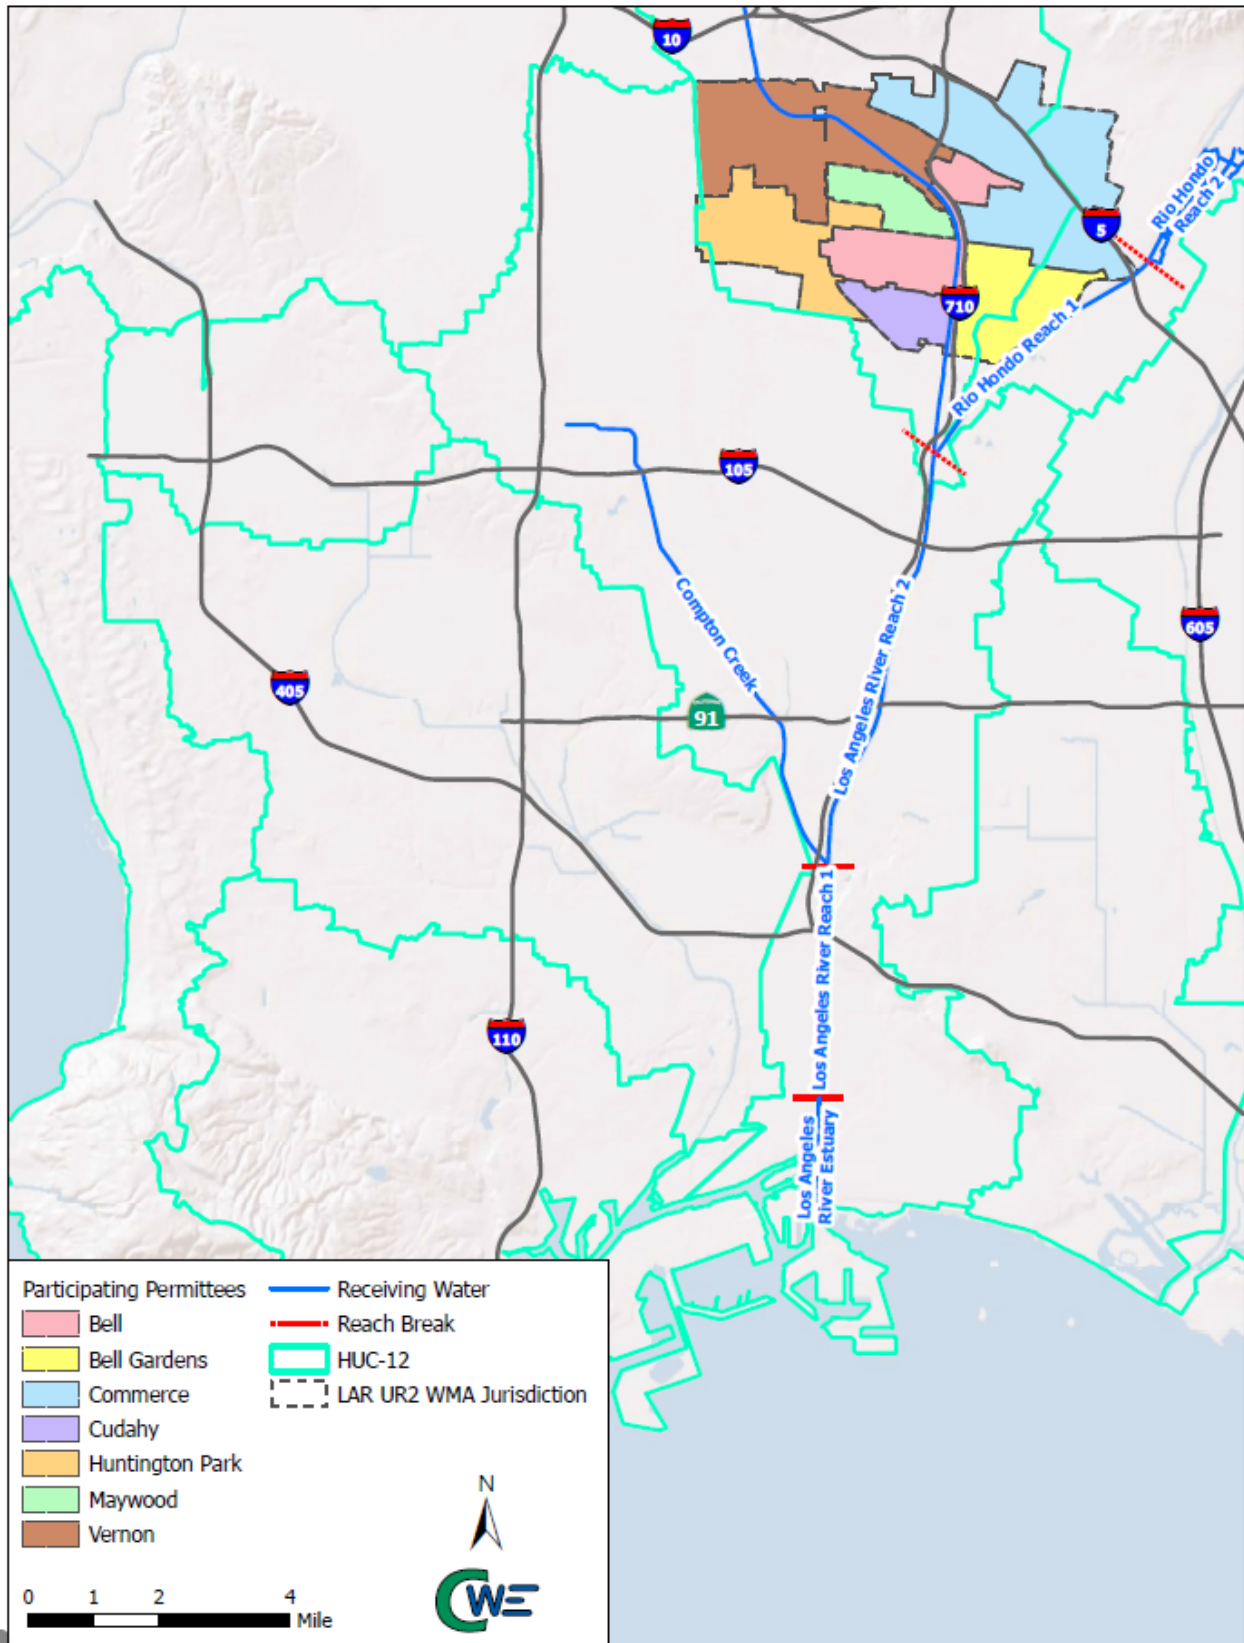 10
5
Rio Hondo
Reach 2
710
Rio Hondo Reach 1
105
Compton Creek
Los Angeles River Reach 2
605
405
91
Los Angeles River Reach 1
110
Los Angeles
River Estuary
Participating Permittees
Bell
Bell Gardens
Commerce
Cudahy
Huntington Park
Maywood
Vernon
Receiving Water
Reach Break
HUC-12
LAR UR2 WMA Jurisdiction
N
0 1 2 4
Mile
CWE